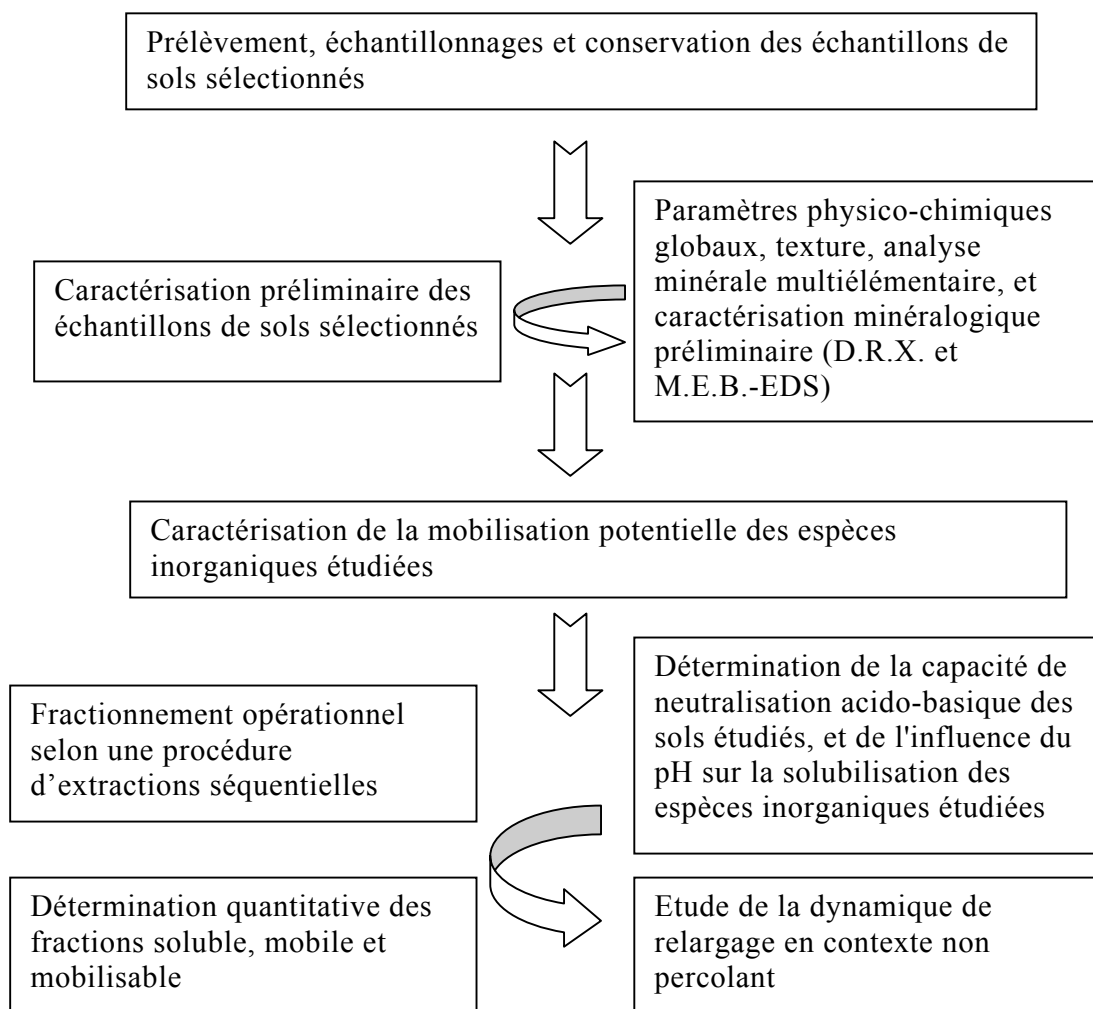 Prélèvement, échantillonnages et conservation des échantillons de
sols sélectionnés
Paramètres physico-chimiques
globaux, texture, analyse
minérale multiélémentaire, et
caractérisation minéralogique
préliminaire (D.R.X. et
M.E.B.-EDS)
Caractérisation préliminaire des
échantillons de sols sélectionnés
Caractérisation de la mobilisation potentielle des espèces
inorganiques étudiées
Détermination de la capacité de
neutralisation acido-basique des
sols étudiés, et de l'influence du
pH sur la solubilisation des
espèces inorganiques étudiées
Fractionnement opérationnel
selon une procédure
d’extractions séquentielles
Détermination quantitative des
fractions soluble, mobile et
mobilisable
Etude de la dynamique de
relargage en contexte non
percolant